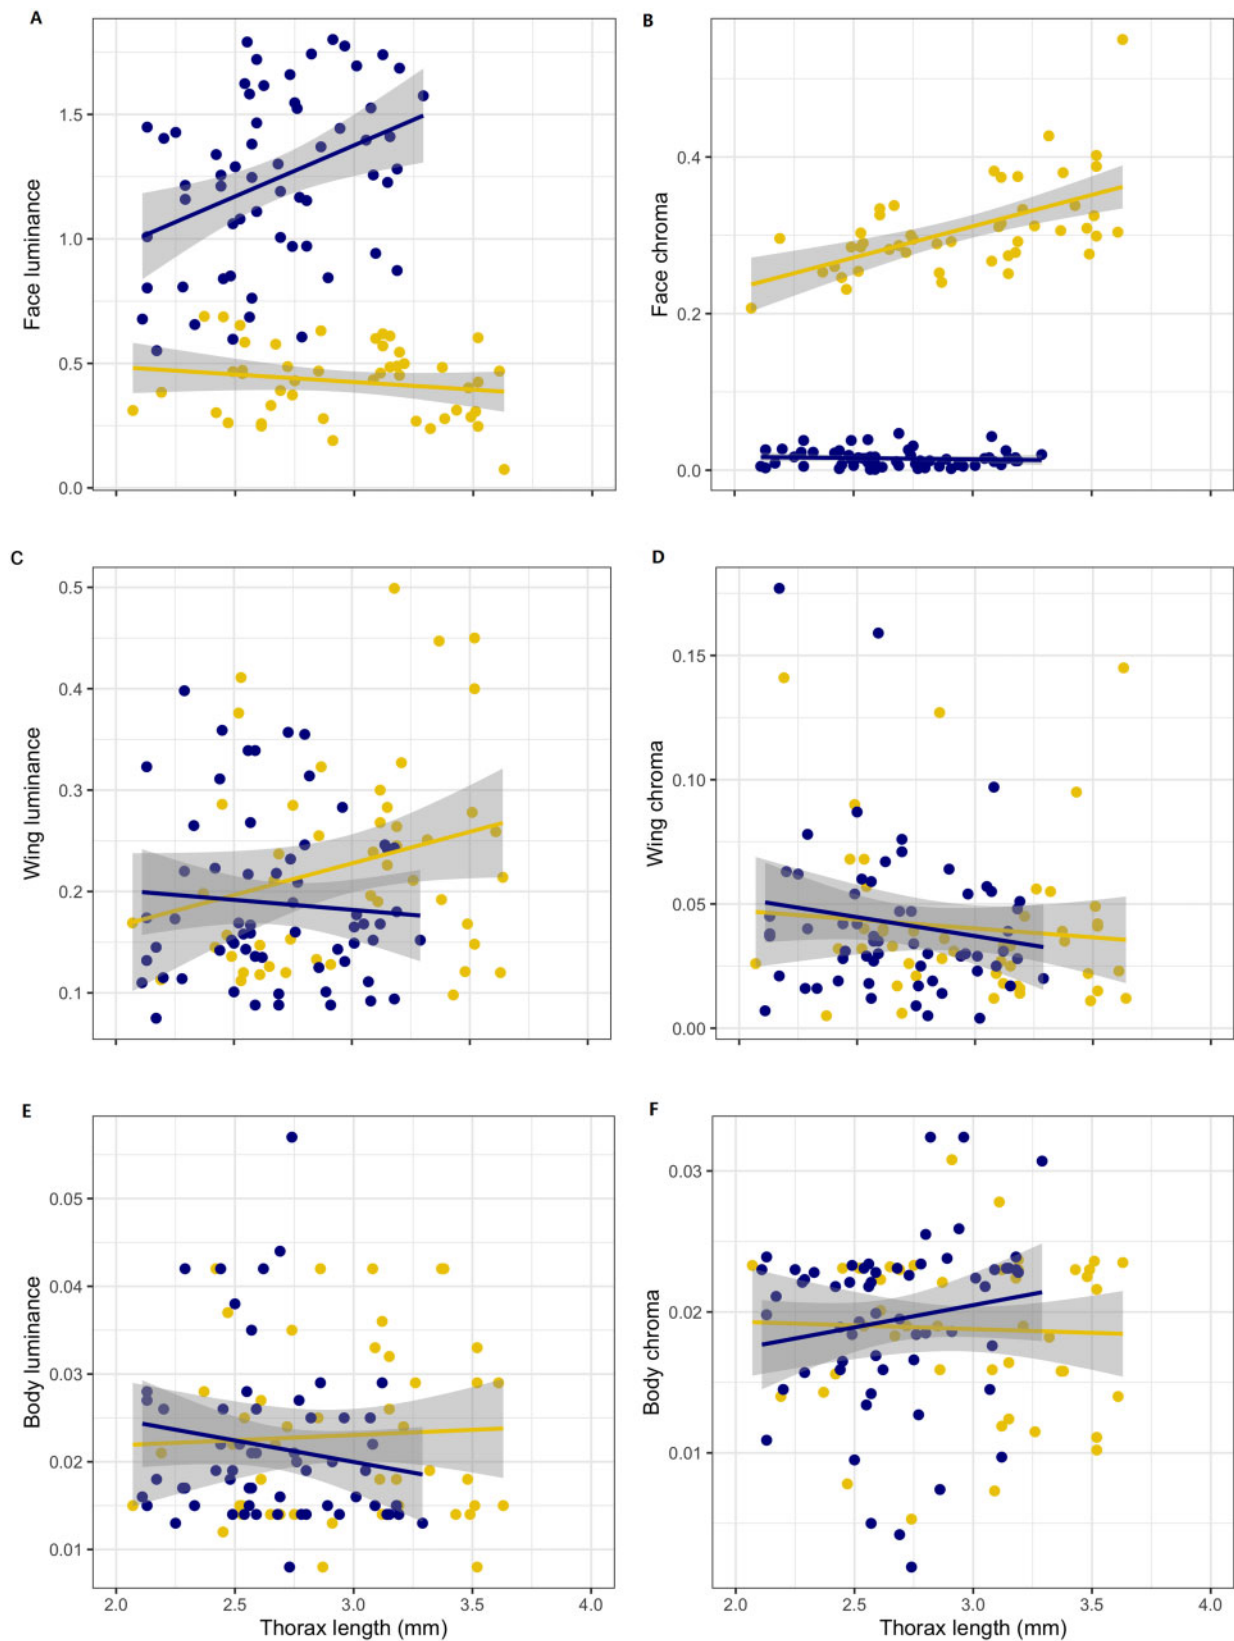 A
B
Face luminance
1.5
1.0
0.5
0.0
Face chroma
0.4
0.2
0.0
C
D
Wing luminance
0.5
0.4
0.3
0.2
0.1
Wing chroma
0.15
0.10
0.05
0.00
E
F
Body luminance
0.05
0.04
0.03
0.02
0.01
2.0 2.5 3.0 3.5 4.0
Thorax length (mm)
Body chroma
0.03
0.02
0.01
2.0 2.5 3.0 3.5 4.0
Thorax length (mm)